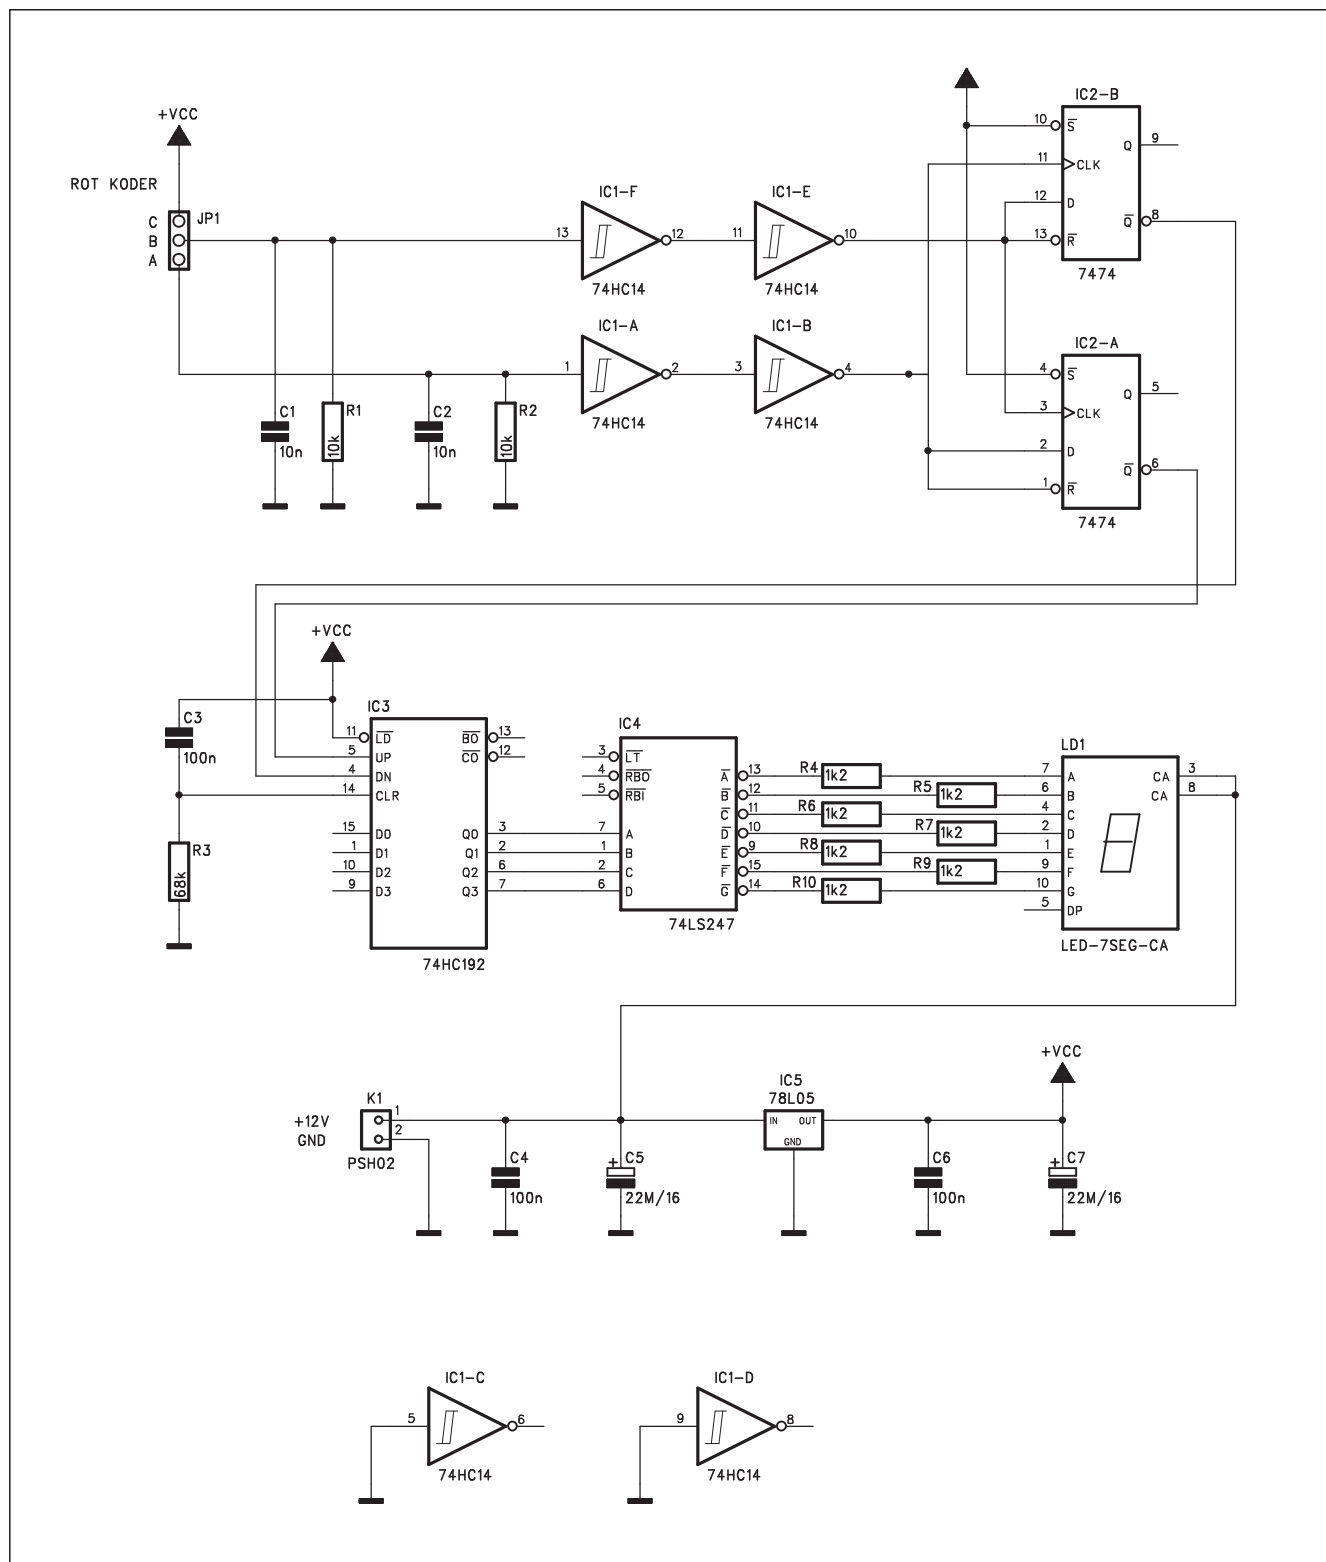 +VCC
IC2-B
10 S̅ Q 9
11 CLK
12 D
13 R̅ Q̅ 8
7474
ROT KODER
C
B
A
JP1
IC1-F
13 12
74HC14
IC1-E
11 10
74HC14
IC1-A
1 2
74HC14
IC1-B
3 4
74HC14
IC2-A
4 S̅ Q 5
3 CLK
2 D
1 R̅ Q̅ 6
7474
C1
10n
R1
10k
C2
10n
R2
10k
+VCC
C3
100n
R3
68k
IC3
11 L̅D̅ B̅O̅ 13
5 UP C̅O̅ 12
4 DN
14 CLR
15 D0 Q0 3
1 D1 Q1 2
10 D2 Q2 6
9 D3 Q3 7
74HC192
IC4
3 L̅T̅ A̅ 13
4 R̅B̅O̅ B̅ 12
5 R̅B̅I̅ C̅ 11
7 A D̅ 10
1 B E̅ 9
2 C F̅ 15
6 D G̅ 14
74LS247
R4 1k2
R5 1k2
R6 1k2
R7 1k2
R8 1k2
R9 1k2
R10 1k2
LD1
7 A CA 3
6 B CA 8
4 C
2 D
1 E
9 F
10 G
5 DP
LED-7SEG-CA
+VCC
K1
+12V 1
GND 2
PSH02
C4
100n
C5
+
22M/16
IC5
78L05
IN OUT
GND
C6
100n
C7
+
22M/16
IC1-C
5 6
74HC14
IC1-D
9 8
74HC14